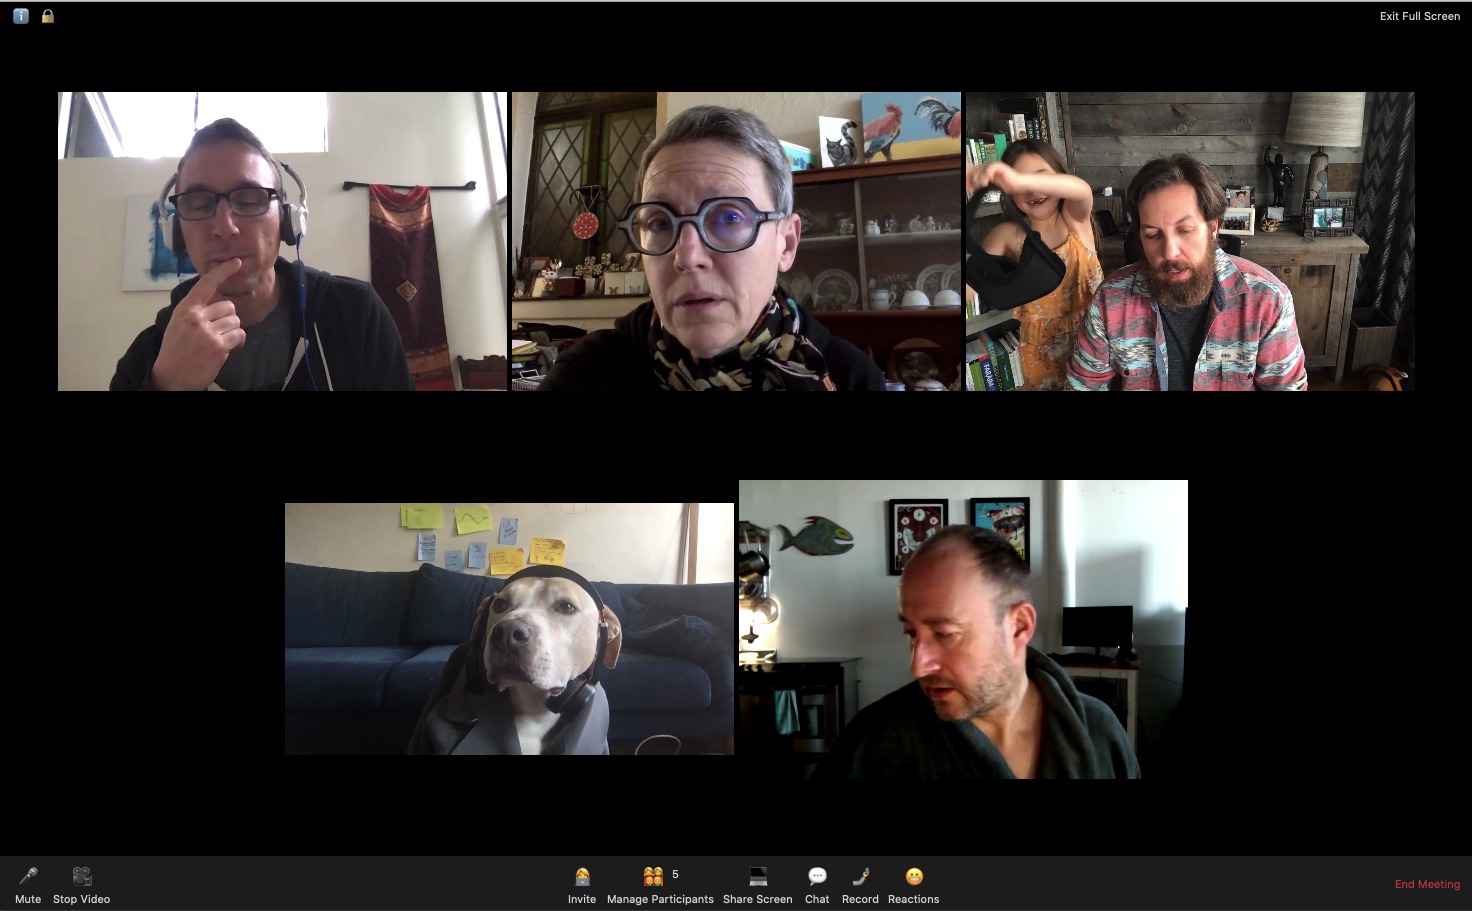 Exit Full Screen
Mute
Stop Video
Invite
5
Manage Participants
Share Screen
Chat
Record
Reactions
End Meeting